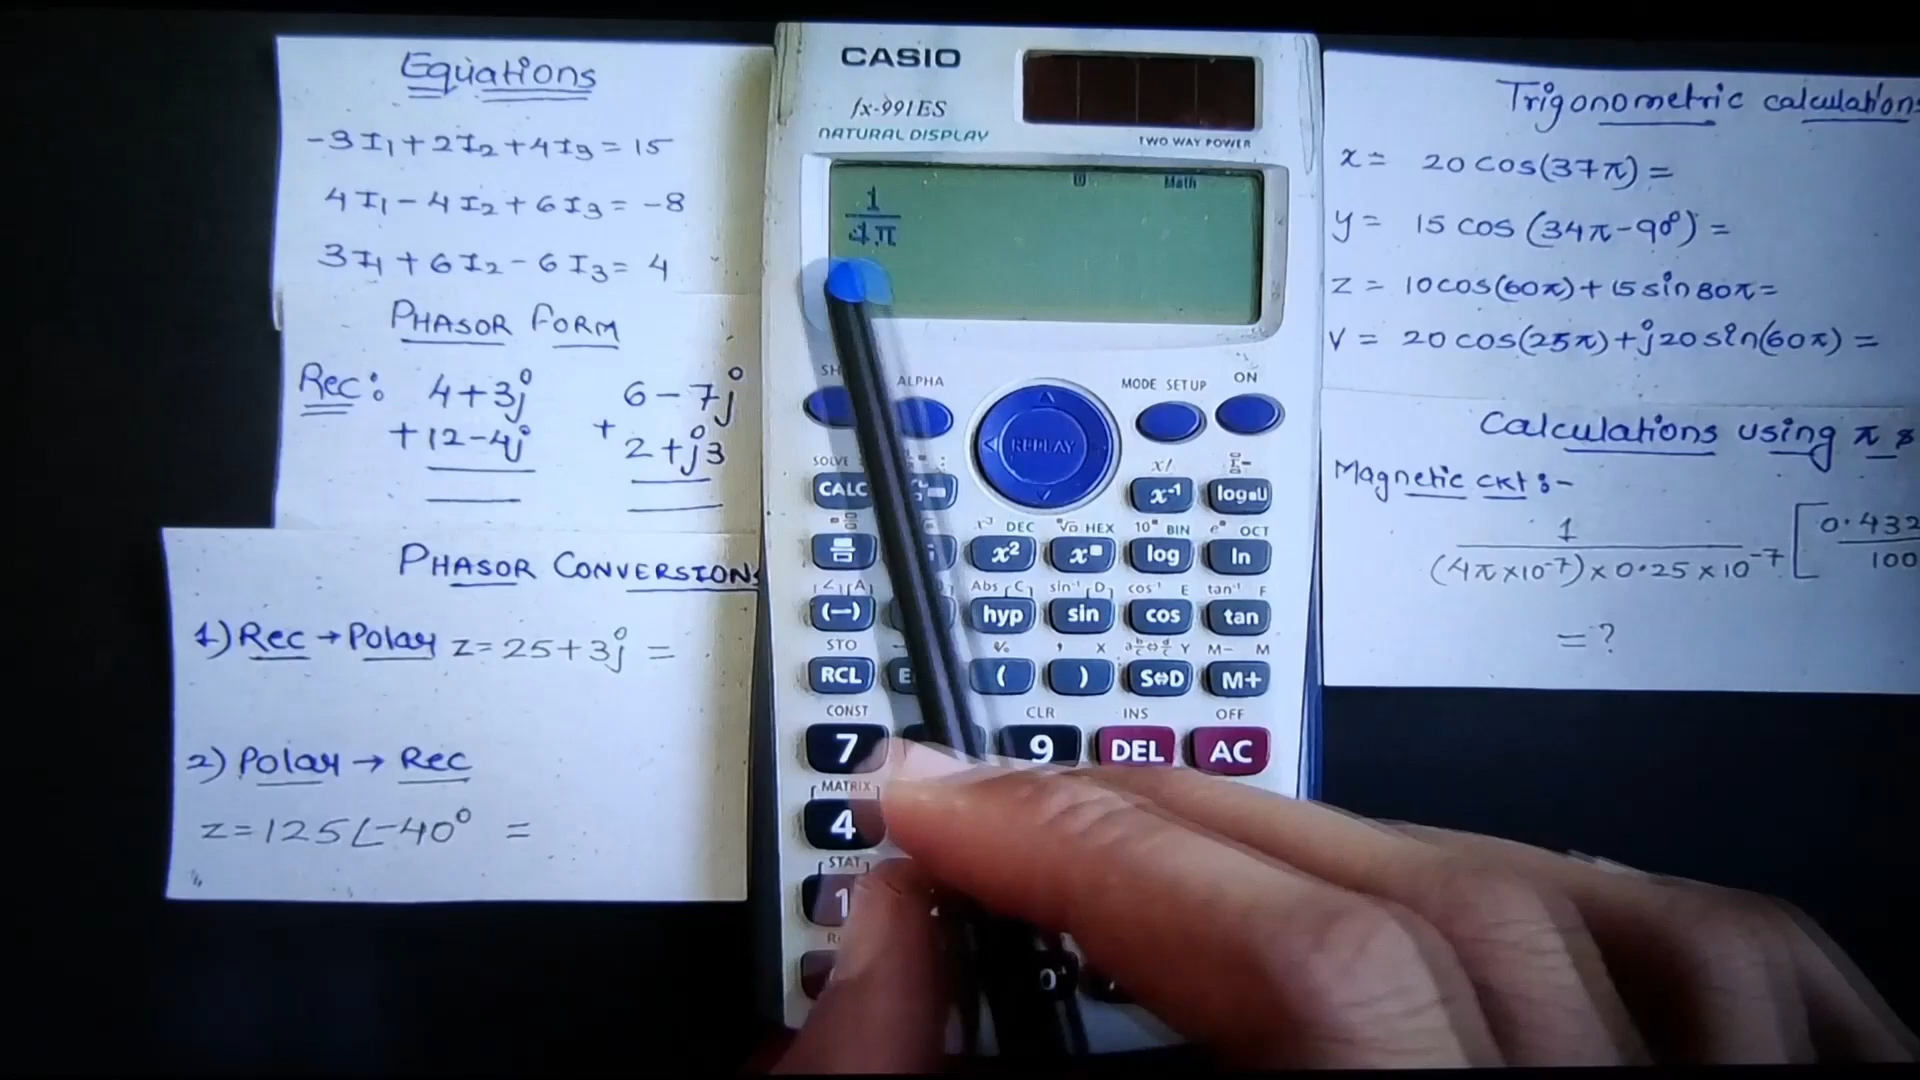 Equations
-3I₁+2I₂+4I₃=15
4I₁-4I₂+6I₃=-8
3I₁+6I₂-6I₃=4
PHASOR FORM
Rec: 4+3j 6-7j
+12-4j + 2+j3
PHASOR CONVERSIONS
1) Rec→Polar z=25+3j =
2) Polar→Rec
z=125∠-40° =
CASIO
fx-991ES
NATURAL DISPLAY
TWO WAY POWER
Math
1
4π
ALPHA MODE SETUP ON
REPLAY
SOLVE x!
CALC x⁻¹ log
x³ DEC HEX 10 BIN e OCT
x² x log ln
A Abs C sin⁻¹ D cos⁻¹ E tan⁻¹ F
(−) hyp sin cos tan
STO % , X Y M- M
RCL ( ) S⇔D M+
CONST CLR INS OFF
7 9 DEL AC
MATRIX
4
STAT
1
Trigonometric calculations
x= 20cos(37π)=
y= 15 cos (34π-90°)=
z= 10cos(60π)+15sin80π=
V= 20cos(25π)+j20sin(60π)=
Calculations using π &
Magnetic ckt:-
1 0.432
(4π×10⁻⁷)×0.25×10⁻⁷ [ 100
=?